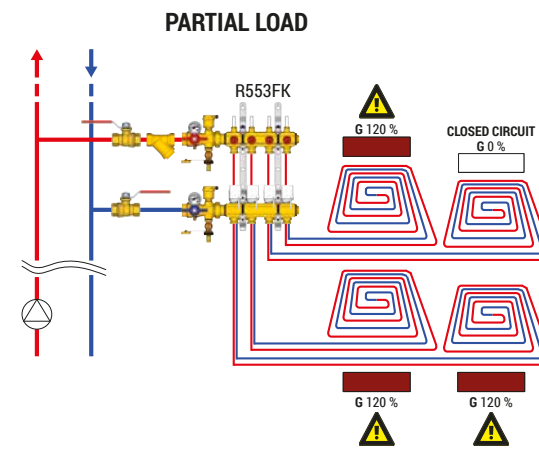 PARTIAL LOAD
R553FK
G 120 %
CLOSED CIRCUIT
G 0 %
G 120 %
G 120 %